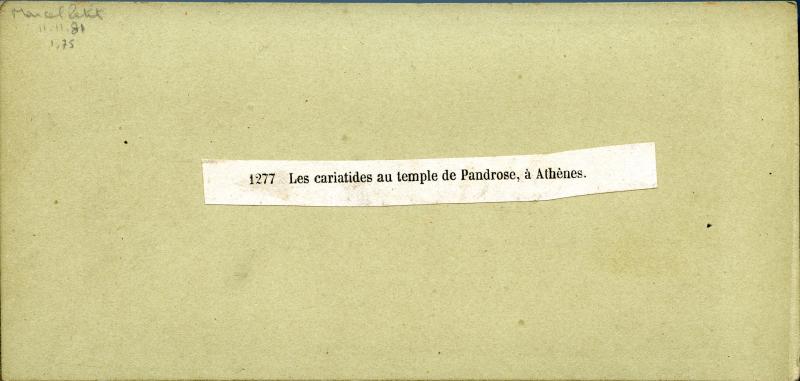 Marcel Petit
11.11.81
1,75
1277 Les cariatides au temple de Pandrose, à Athènes.